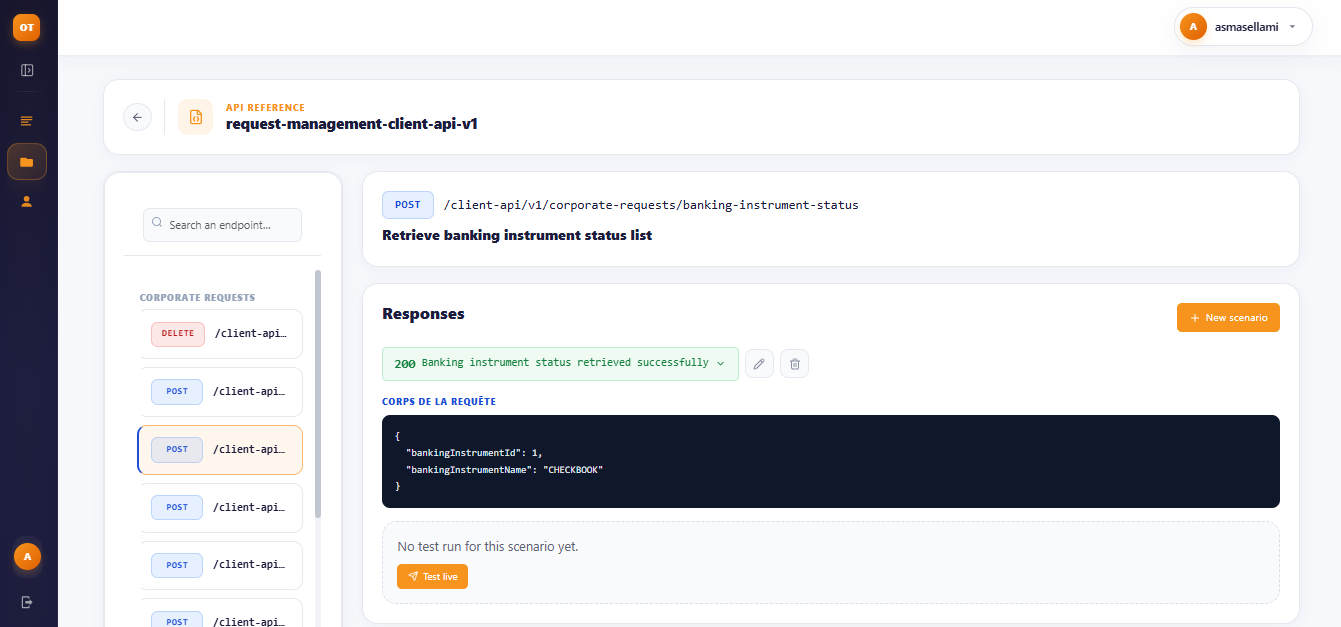 OT
A
asmasellami
API REFERENCE
request-management-client-api-v1
Search an endpoint...
CORPORATE REQUESTS
DELETE /client-api...
POST /client-api...
POST /client-api...
POST /client-api...
POST /client-api...
POST /client-api...
POST /client-api/v1/corporate-requests/banking-instrument-status
Retrieve banking instrument status list
Responses
+ New scenario
200 Banking instrument status retrieved successfully
CORPS DE LA REQUÊTE
{
"bankingInstrumentId": 1,
"bankingInstrumentName": "CHECKBOOK"
}
No test run for this scenario yet.
Test live
A